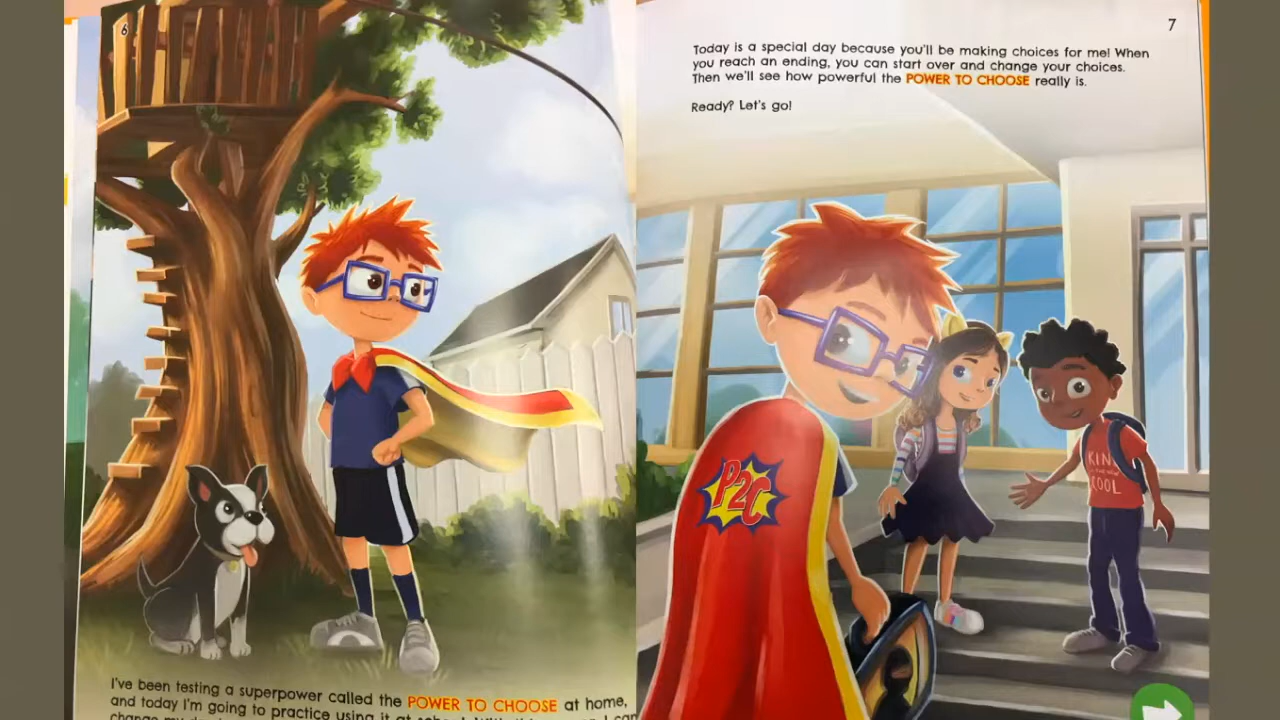 6
I've been testing a superpower called the POWER TO CHOOSE at home,
and today I'm going to practice using it at school.
7
Today is a special day because you'll be making choices for me! When
you reach an ending, you can start over and change your choices.
Then we'll see how powerful the POWER TO CHOOSE really is.
Ready? Let's go!
P2C
KIN
COOL